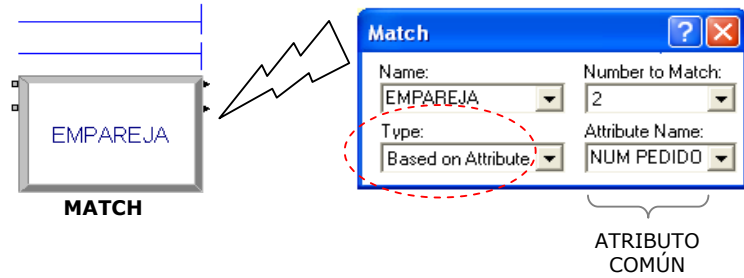 EMPAREJA
MATCH
Match
Name:
Number to Match:
EMPAREJA
2
Type:
Attribute Name:
Based on Attribute
NUM PEDIDO
ATRIBUTO
COMÚN